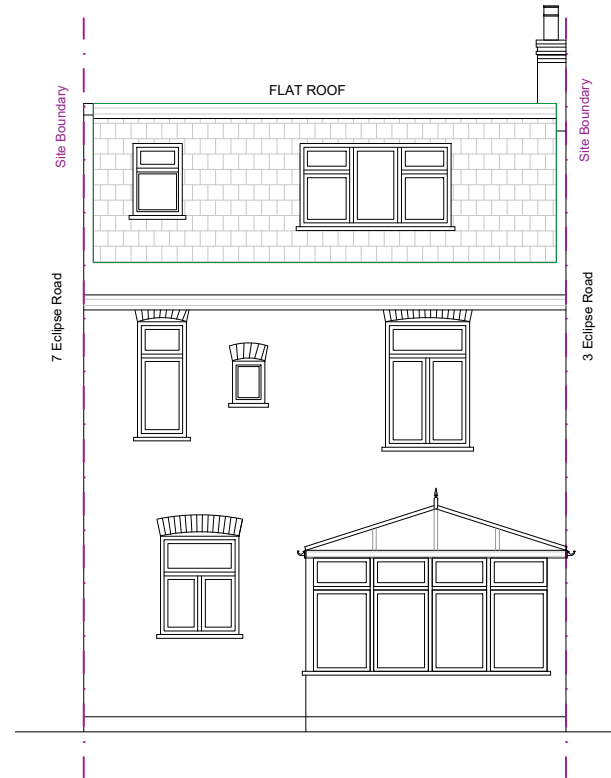 FLAT ROOF
Site Boundary
Site Boundary
7 Eclipse Road
3 Eclipse Road